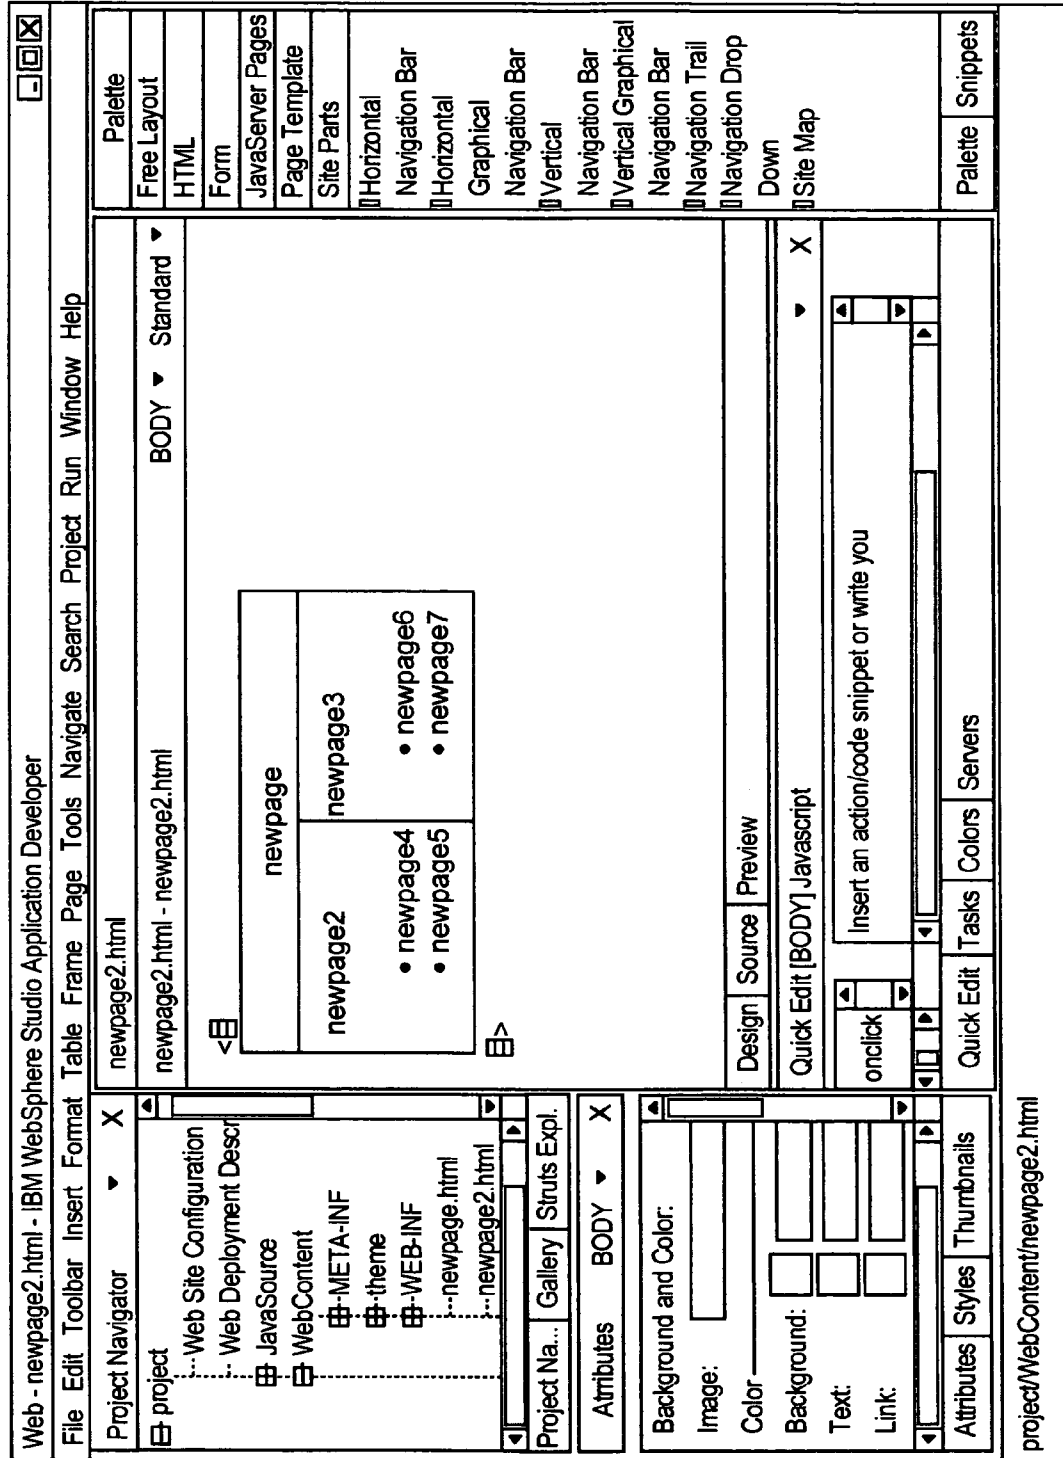 Web - newpage2.html - IBM WebSphere Studio Application Developer
File Edit Toolbar Insert Format Table Frame Page Tools Navigate Search Project Run Window Help
Project Navigator
project
Web Site Configuration
Web Deployment Descr
JavaSource
WebContent
META-INF
theme
WEB-INF
newpage.html
newpage2.html
Project Na... Gallery Struts Expl.
Attributes BODY
Background and Color:
Image:
Color
Background:
Text:
Link:
Attributes Styles Thumbnails
newpage2.html
newpage2.html - newpage2.html BODY Standard
newpage
newpage2 newpage3
• newpage4 • newpage6
• newpage5 • newpage7
Design Source Preview
Quick Edit [BODY] Javascript X
onclick Insert an action/code snippet or write you
Quick Edit Tasks Colors Servers
Palette
Free Layout
HTML
Form
JavaServer Pages
Page Template
Site Parts
Horizontal
Navigation Bar
Horizontal
Graphical
Navigation Bar
Vertical
Navigation Bar
Vertical Graphical
Navigation Bar
Navigation Trail
Navigation Drop
Down
Site Map
Palette Snippets
project/WebContent/newpage2.html